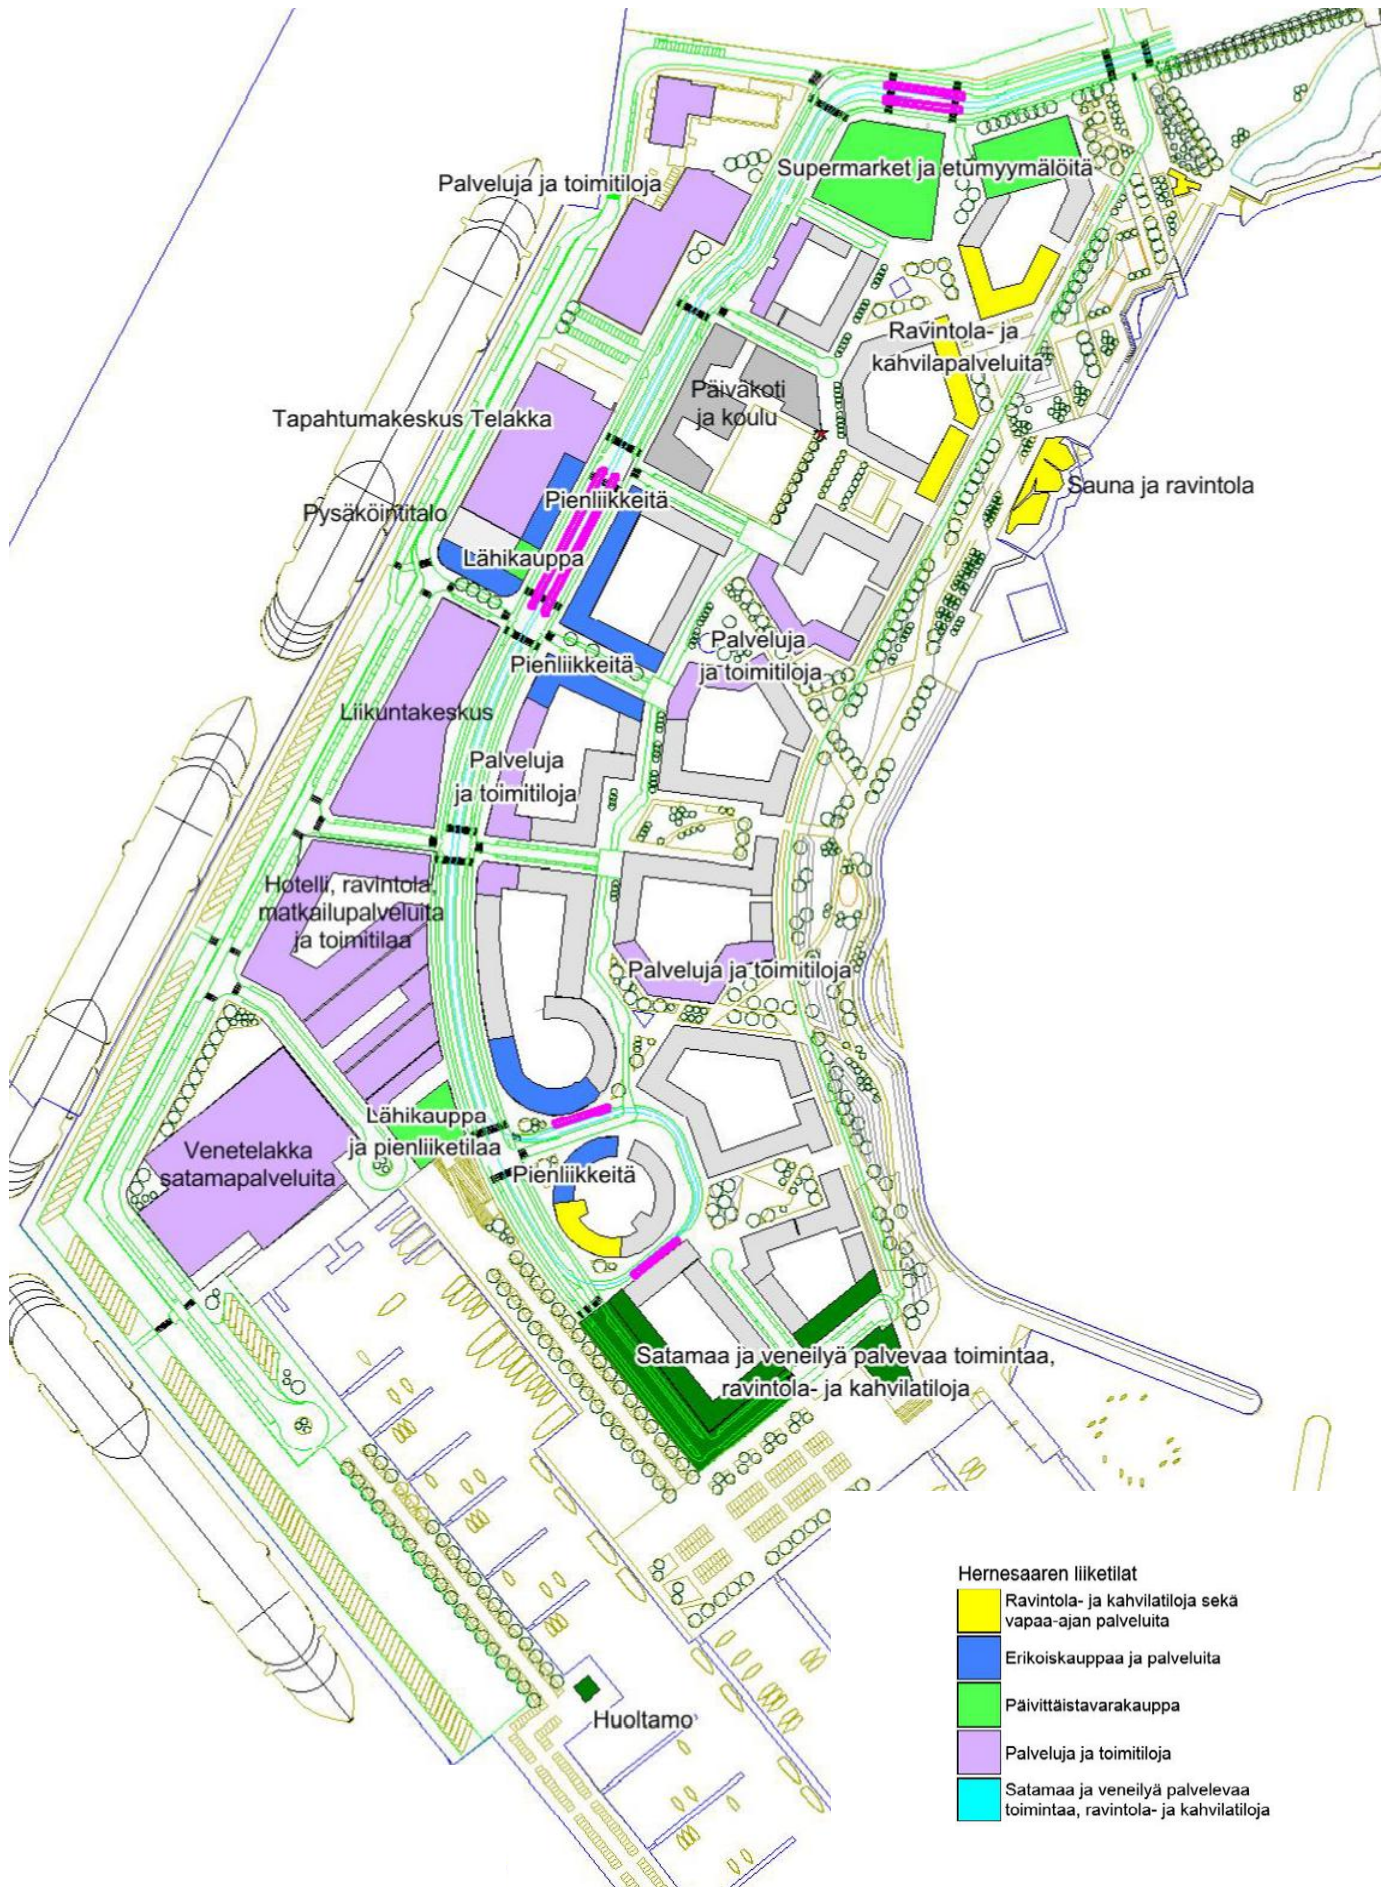 Supermarket ja etumyymälöitä
Palveluja ja toimitiloja
Ravintola- ja
kahvilapalveluita
Päiväkoti
ja koulu
Tapahtumakeskus Telakka
Sauna ja ravintola
Pienliikkeitä
Pysäköintitalo
Lähikauppa
Palveluja
ja toimitiloja
Pienliikkeitä
Liikuntakeskus
Palveluja
ja toimitiloja
Hotelli, ravintola,
matkailupalveluita
ja toimitilaa
Palveluja ja toimitiloja
Lähikauppa
ja pienliiketilaa
Venetelakka
satamapalveluita
Pienliikkeitä
Satamaa ja veneilyä palvevaa toimintaa,
ravintola- ja kahvilatiloja
Huoltamo
Hernesaaren liiketilat
Ravintola- ja kahvilatiloja sekä
vapaa-ajan palveluita
Erikoiskauppaa ja palveluita
Päivittäistavarakauppa
Palveluja ja toimitiloja
Satamaa ja veneilyä palvelevaa
toimintaa, ravintola- ja kahvilatiloja